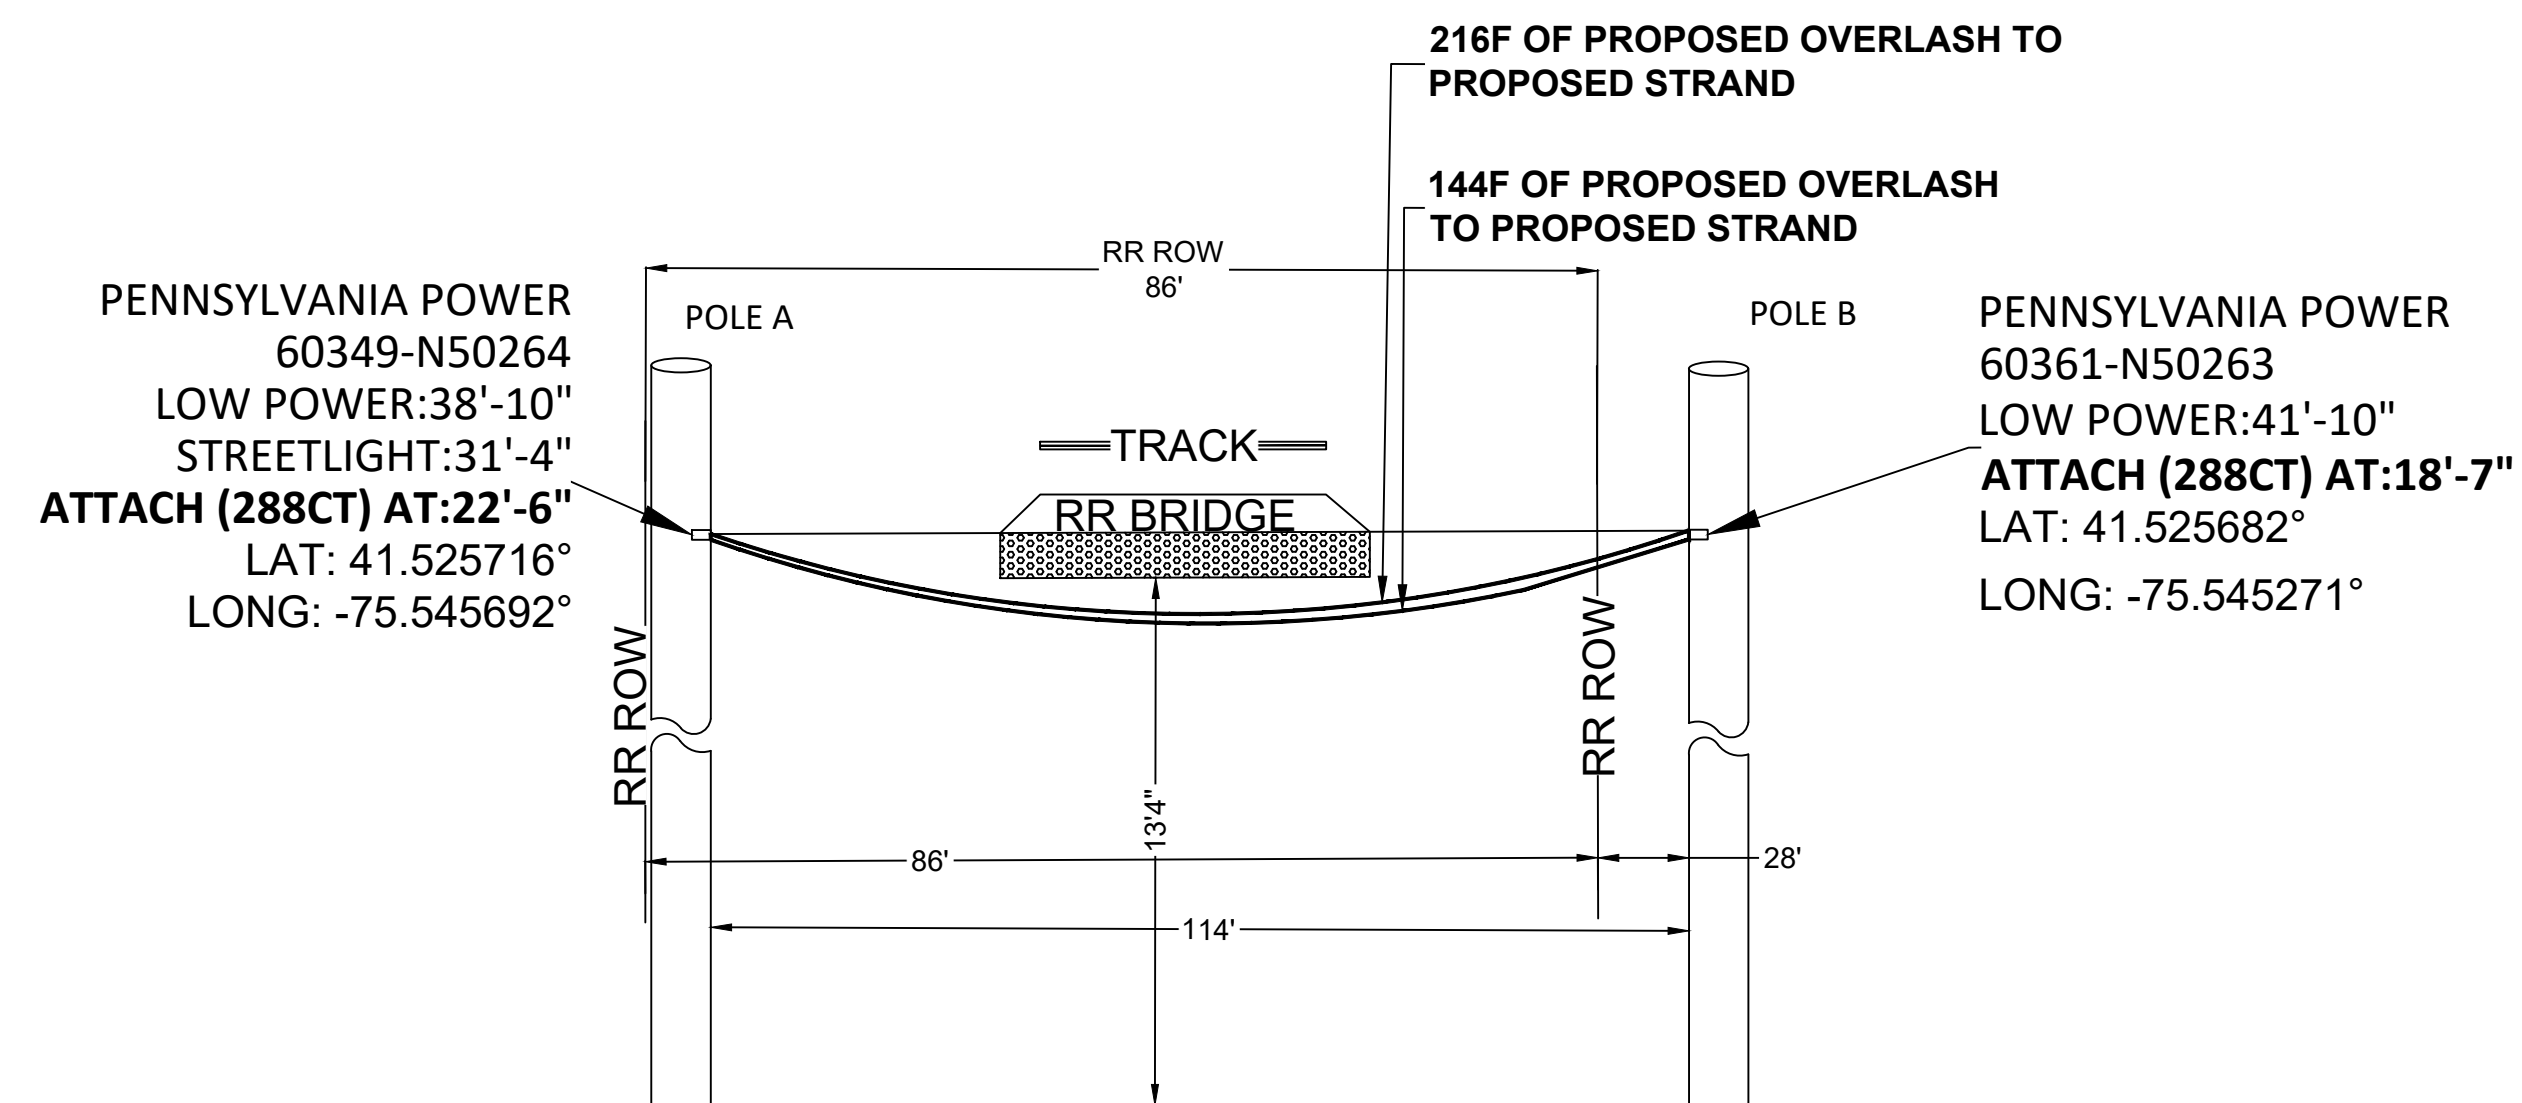 216F OF PROPOSED OVERLASH TO
PROPOSED STRAND
144F OF PROPOSED OVERLASH
TO PROPOSED STRAND
RR ROW
86'
PENNSYLVANIA POWER
60349-N50264
LOW POWER:38'-10"
STREETLIGHT:31'-4"
ATTACH (288CT) AT:22'-6"
LAT: 41.525716°
LONG: -75.545692°
POLE A
POLE B
PENNSYLVANIA POWER
60361-N50263
LOW POWER:41'-10"
ATTACH (288CT) AT:18'-7"
LAT: 41.525682°
LONG: -75.545271°
TRACK
RR BRIDGE
RR ROW
RR ROW
13'4"
86'
28'
114'